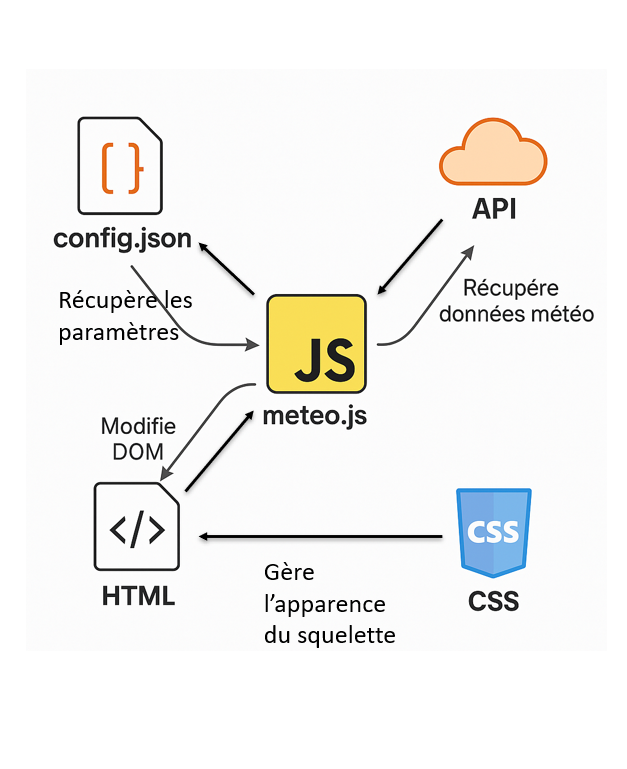 { }
config.json
API
Récupère les
paramètres
Récupére
données météo
JS
meteo.js
Modifie
DOM
</>
HTML
CSS
CSS
Gère
l’apparence
du squelette